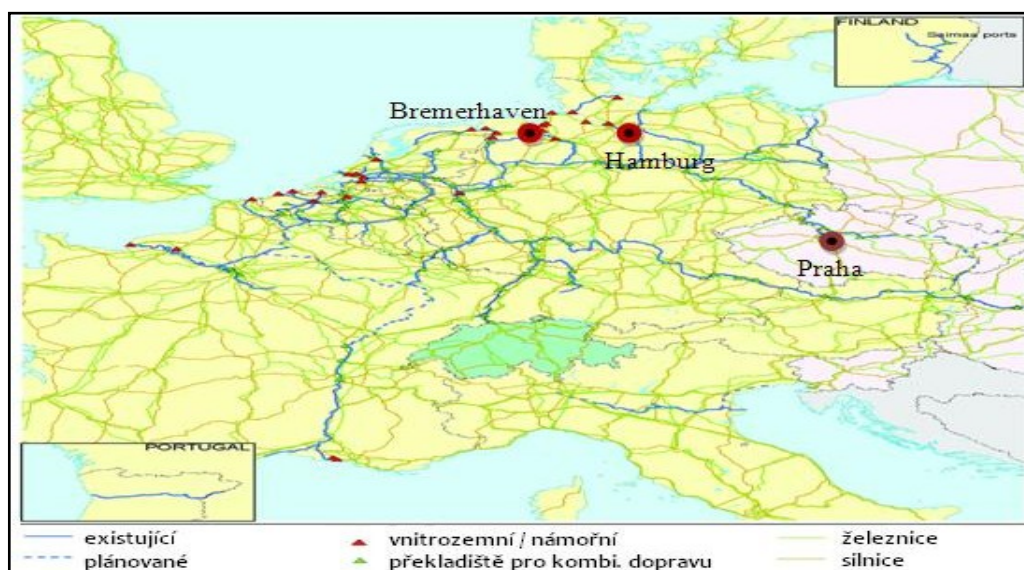 FINLAND
Saimaa ports
Bremerhaven
Hamburg
Praha
PORTUGAL
existující
vnitrozemní / námořní
železnice
plánované
překladiště pro kombi. dopravu
silnice